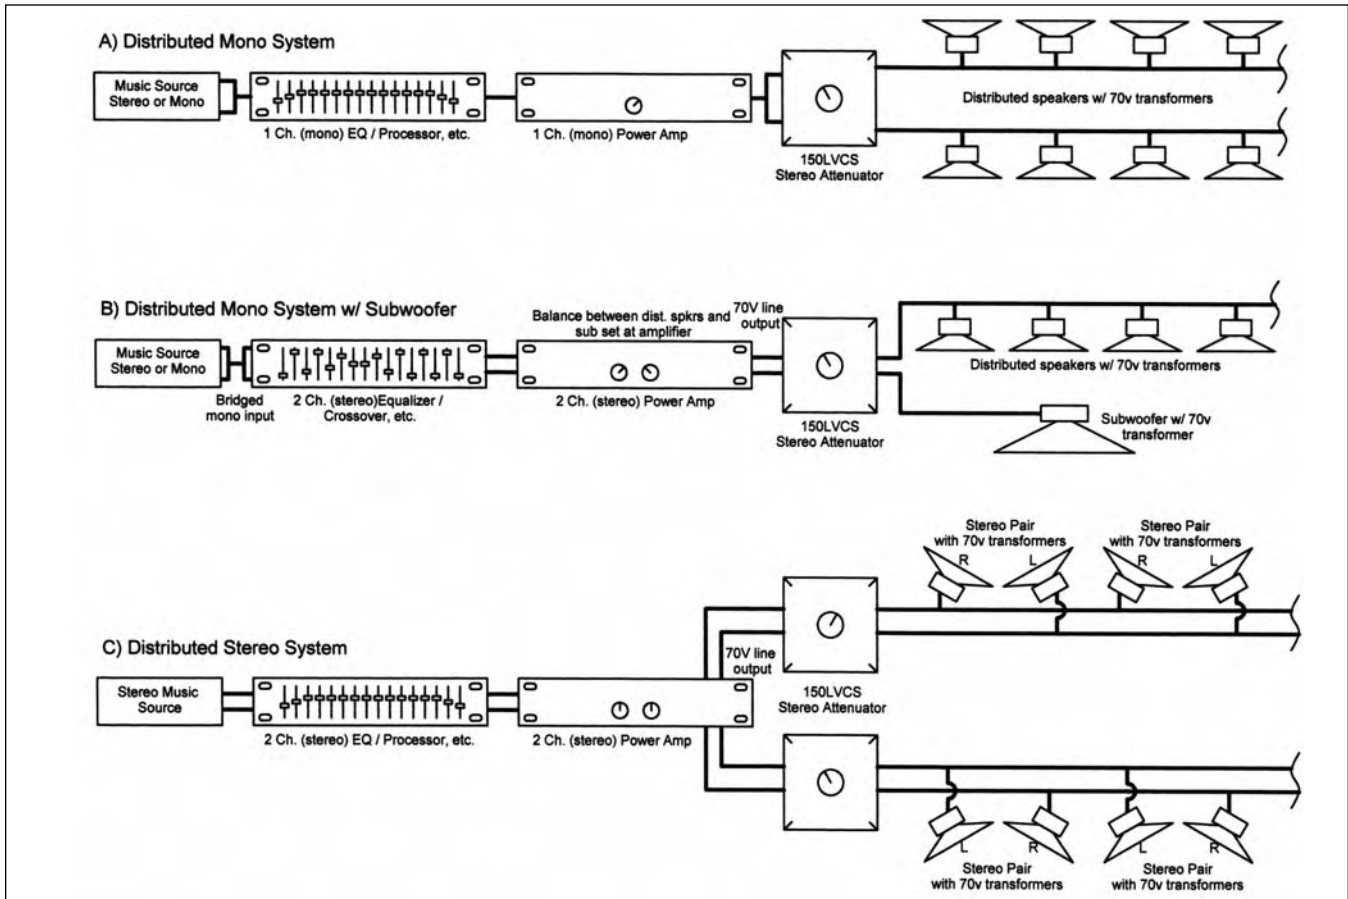 A) Distributed Mono System
Music Source
Stereo or Mono
1 Ch. (mono) EQ / Processor, etc.
1 Ch. (mono) Power Amp
150LVCS
Stereo Attenuator
Distributed speakers w/ 70v transformers
B) Distributed Mono System w/ Subwoofer
Music Source
Stereo or Mono
Bridged
mono input
2 Ch. (stereo)Equalizer /
Crossover, etc.
Balance between dist. spkrs and
sub set at amplifier
2 Ch. (stereo) Power Amp
70V line
output
150LVCS
Stereo Attenuator
Distributed speakers w/ 70v transformers
Subwoofer w/ 70v
transformer
C) Distributed Stereo System
Stereo Music
Source
2 Ch. (stereo) EQ / Processor, etc.
2 Ch. (stereo) Power Amp
70V line
output
150LVCS
Stereo Attenuator
Stereo Pair
with 70v transformers
R
L
Stereo Pair
with 70v transformers
R
L
L
R
Stereo Pair
with 70v transformers
L
R
Stereo Pair
with 70v transformers